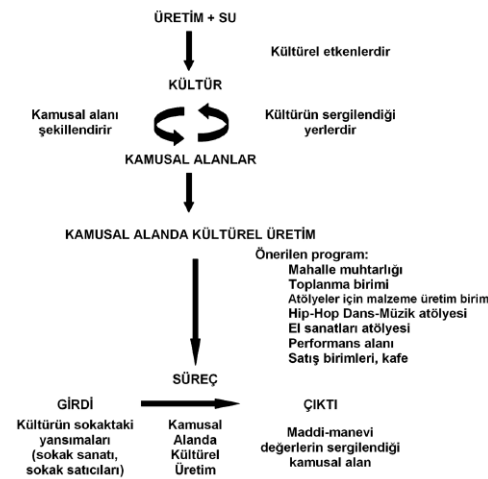 ÜRETİM + SU
Kültürel etkenlerdir
KÜLTÜR
Kamusal alanı
şekillendirir
Kültürün sergilendiği
yerlerdir
KAMUSAL ALANLAR
KAMUSAL ALANDA KÜLTÜREL ÜRETİM
Önerilen program:
Mahalle muhtarlığı
Toplanma birimi
Atölyeler için malzeme üretim birim
Hip-Hop Dans-Müzik atölyesi
El sanatları atölyesi
Performans alanı
Satış birimleri, kafe
SÜREÇ
GİRDİ
Kültürün sokaktaki
yansımaları
(sokak sanatı,
sokak satıcıları)
Kamusal
Alanda
Kültürel
Üretim
ÇIKTI
Maddi-manevi
değerlerin sergilendiği
kamusal alan